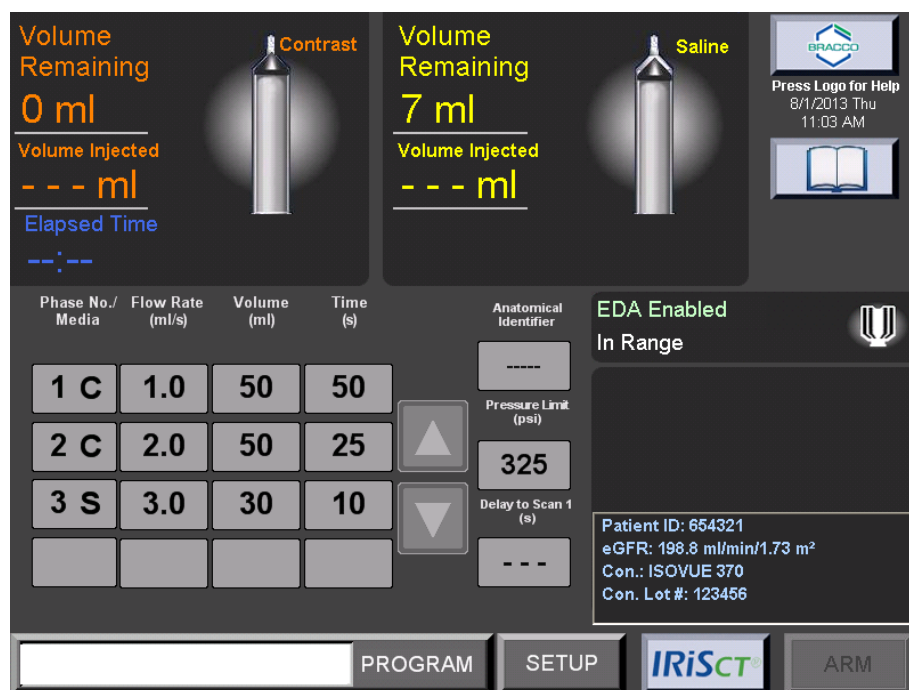 Volume
Remaining
0 ml
Volume Injected
- - - ml
Elapsed Time
--:--
Contrast
Volume
Remaining
7 ml
Volume Injected
- - - ml
Saline
BRACCO
Press Logo for Help
8/1/2013 Thu
11:03 AM
Phase No./ Flow Rate Volume Time
Media (ml/s) (ml) (s)
1 C 1.0 50 50
2 C 2.0 50 25
3 S 3.0 30 10
Anatomical
Identifier
-----
Pressure Limit
(psi)
325
Delay to Scan 1
(s)
- - -
EDA Enabled
In Range
Patient ID: 654321
eGFR: 198.8 ml/min/1.73 m²
Con.: ISOVUE 370
Con. Lot #: 123456
PROGRAM
SETUP
IRiSCT®
ARM